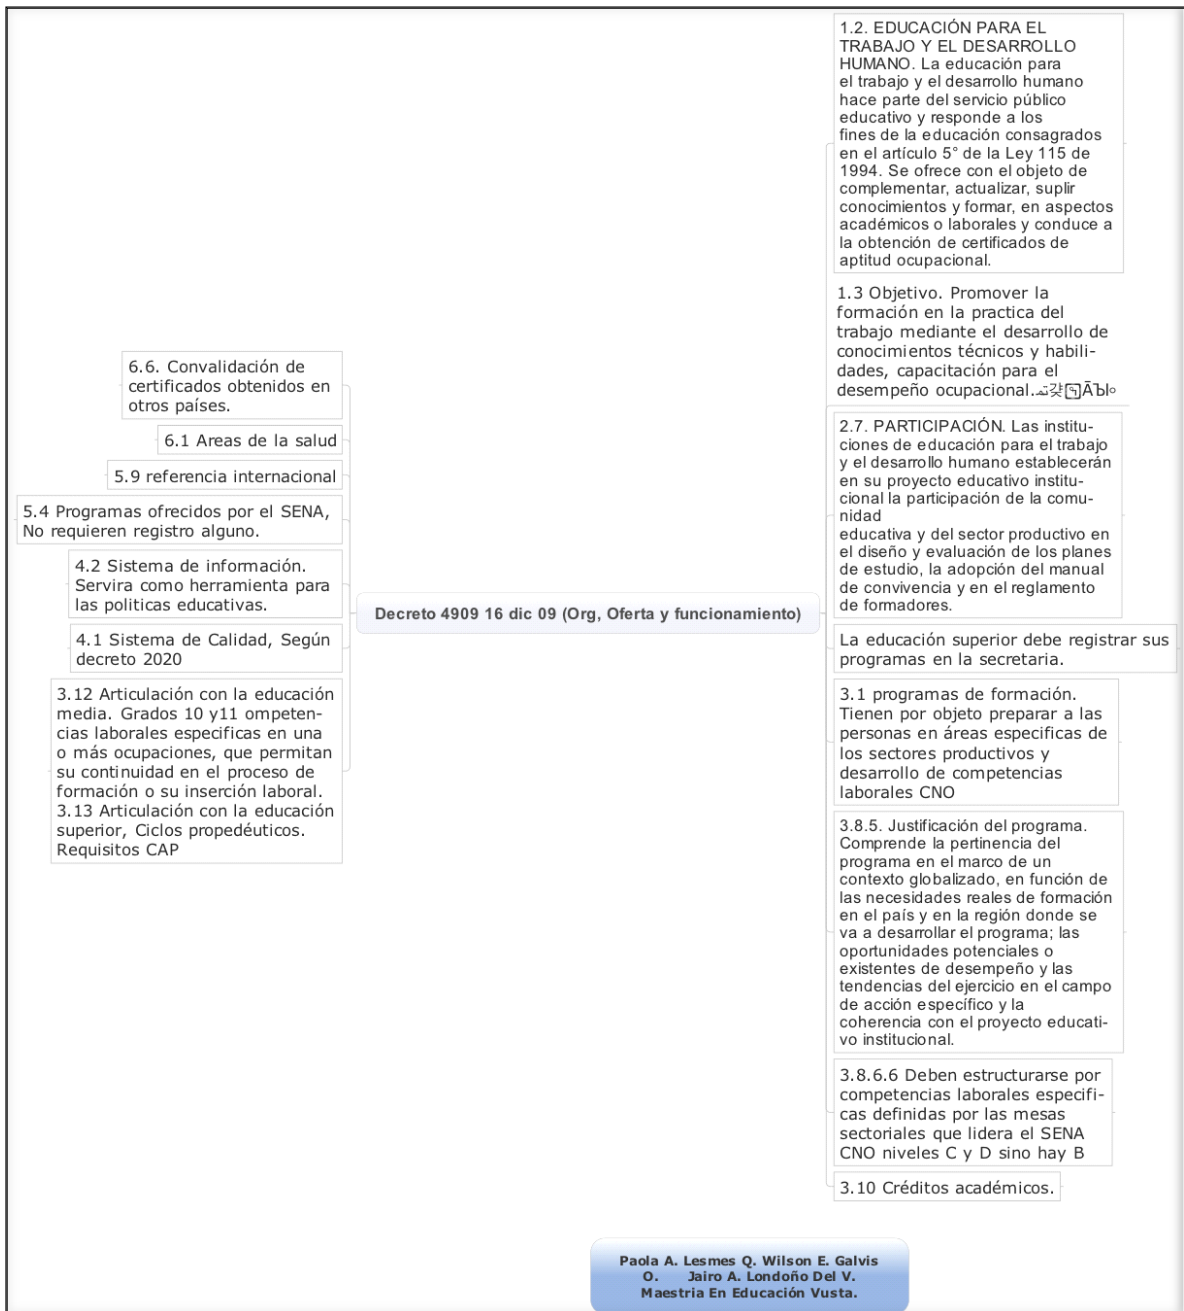 1.2. EDUCACIÓN PARA EL
TRABAJO Y EL DESARROLLO
HUMANO. La educación para
el trabajo y el desarrollo humano
hace parte del servicio público
educativo y responde a los
fines de la educación consagrados
en el artículo 5° de la Ley 115 de
1994. Se ofrece con el objeto de
complementar, actualizar, suplir
conocimientos y formar, en aspectos
académicos o laborales y conduce a
la obtención de certificados de
aptitud ocupacional.
1.3 Objetivo. Promover la
formación en la practica del
trabajo mediante el desarrollo de
conocimientos técnicos y habili-
dades, capacitación para el
desempeño ocupacional.
2.7. PARTICIPACIÓN. Las institu-
ciones de educación para el trabajo
y el desarrollo humano establecerán
en su proyecto educativo institu-
cional la participación de la comu-
nidad
educativa y del sector productivo en
el diseño y evaluación de los planes
de estudio, la adopción del manual
de convivencia y en el reglamento
de formadores.
La educación superior debe registrar sus
programas en la secretaria.
3.1 programas de formación.
Tienen por objeto preparar a las
personas en áreas especificas de
los sectores productivos y
desarrollo de competencias
laborales CNO
3.8.5. Justificación del programa.
Comprende la pertinencia del
programa en el marco de un
contexto globalizado, en función de
las necesidades reales de formación
en el país y en la región donde se
va a desarrollar el programa; las
oportunidades potenciales o
existentes de desempeño y las
tendencias del ejercicio en el campo
de acción específico y la
coherencia con el proyecto educati-
vo institucional.
3.8.6.6 Deben estructurarse por
competencias laborales especifi-
cas definidas por las mesas
sectoriales que lidera el SENA
CNO niveles C y D sino hay B
3.10 Créditos académicos.
Decreto 4909 16 dic 09 (Org, Oferta y funcionamiento)
6.6. Convalidación de
certificados obtenidos en
otros países.
6.1 Areas de la salud
5.9 referencia internacional
5.4 Programas ofrecidos por el SENA,
No requieren registro alguno.
4.2 Sistema de información.
Servira como herramienta para
las politicas educativas.
4.1 Sistema de Calidad, Según
decreto 2020
3.12 Articulación con la educación
media. Grados 10 y11 ompeten-
cias laborales especificas en una
o más ocupaciones, que permitan
su continuidad en el proceso de
formación o su inserción laboral.
3.13 Articulación con la educación
superior, Ciclos propedéuticos.
Requisitos CAP
Paola A. Lesmes Q. Wilson E. Galvis
O. Jairo A. Londoño Del V.
Maestria En Educación Vusta.